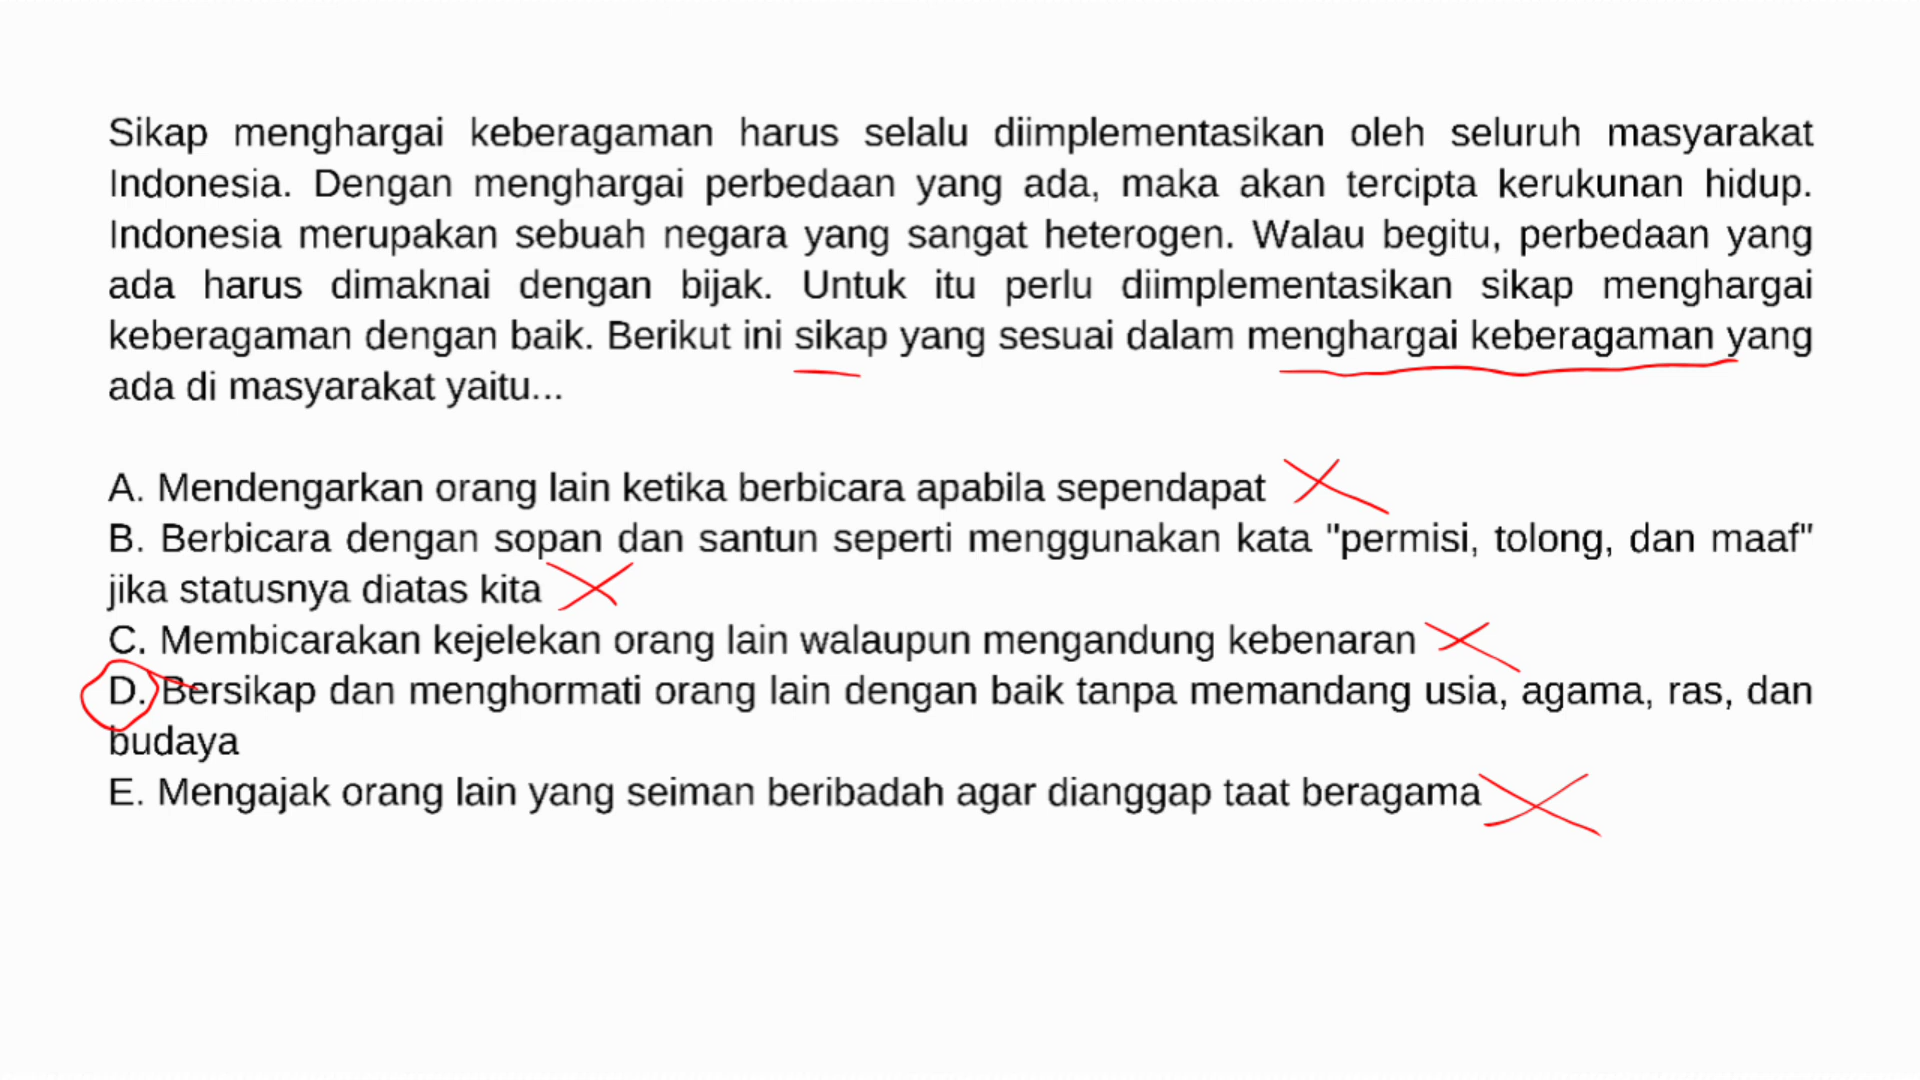 Sikap menghargai keberagaman harus selalu diimplementasikan oleh seluruh masyarakat
Indonesia. Dengan menghargai perbedaan yang ada, maka akan tercipta kerukunan hidup.
Indonesia merupakan sebuah negara yang sangat heterogen. Walau begitu, perbedaan yang
ada harus dimaknai dengan bijak. Untuk itu perlu diimplementasikan sikap menghargai
keberagaman dengan baik. Berikut ini sikap yang sesuai dalam menghargai keberagaman yang
ada di masyarakat yaitu...
A. Mendengarkan orang lain ketika berbicara apabila sependapat
B. Berbicara dengan sopan dan santun seperti menggunakan kata "permisi, tolong, dan maaf"
jika statusnya diatas kita
C. Membicarakan kejelekan orang lain walaupun mengandung kebenaran
D. Bersikap dan menghormati orang lain dengan baik tanpa memandang usia, agama, ras, dan
budaya
E. Mengajak orang lain yang seiman beribadah agar dianggap taat beragama